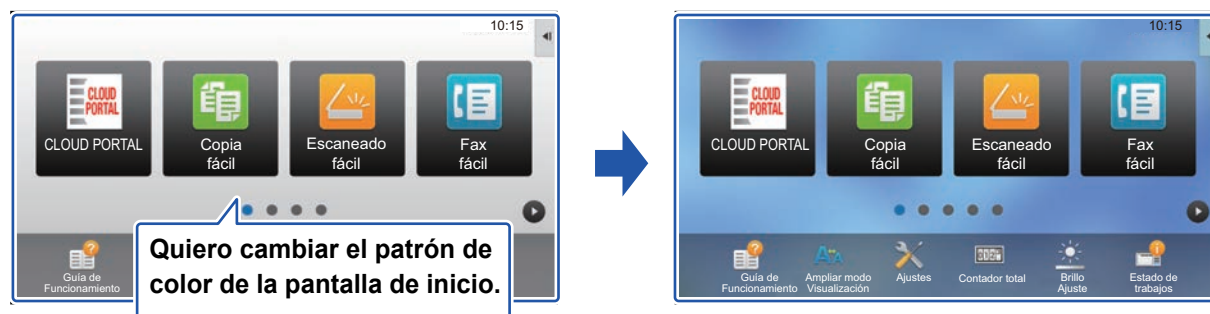 10:15
CLOUD
PORTAL
CLOUD PORTAL
Copia
fácil
Escaneado
fácil
Fax
fácil
Guía de
Funcionamiento
Quiero cambiar el patrón de
color de la pantalla de inicio.
10:15
CLOUD
PORTAL
CLOUD PORTAL
Copia
fácil
Escaneado
fácil
Fax
fácil
Guía de
Funcionamiento
Ampliar modo
Visualización
Ajustes
Contador total
Brillo
Ajuste
Estado de
trabajos